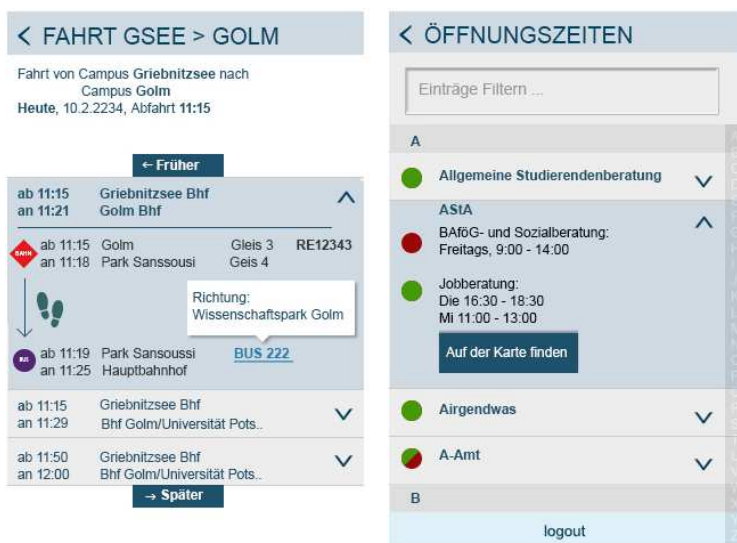 FAHRT GSEE > GOLM
Fahrt von Campus Griebnitzsee nach
Campus Golm
Heute, 10.2.2234, Abfahrt 11:15
← Früher
ab 11:15 Griebnitzsee Bhf
an 11:21 Golm Bhf
BAHN
ab 11:15 Golm Gleis 3 RE12343
an 11:18 Park Sanssousi Geis 4
Richtung:
Wissenschaftspark Golm
BUS
ab 11:19 Park Sansoussi BUS 222
an 11:25 Hauptbahnhof
ab 11:15 Griebnitzsee Bhf
an 11:29 Bhf Golm/Universität Pots..
ab 11:50 Griebnitzsee Bhf
an 12:00 Bhf Golm/Universität Pots..
→ Später
ÖFFNUNGSZEITEN
Einträge Filtern ...
A
Allgemeine Studierendenberatung
AStA
BAföG- und Sozialberatung:
Freitags, 9:00 - 14:00
Jobberatung:
Die 16:30 - 18:30
Mi 11:00 - 13:00
Auf der Karte finden
Airgendwas
A-Amt
B
logout